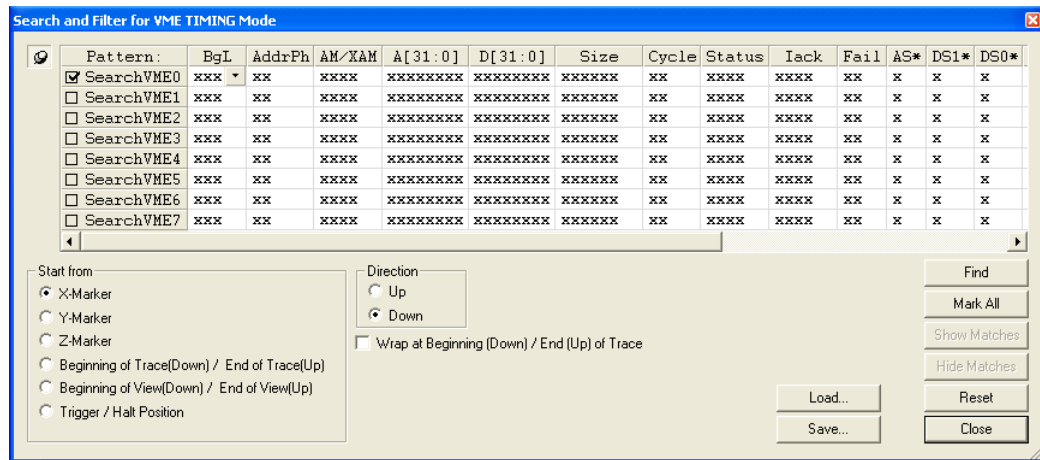 Search and Filter for VME TIMING Mode
Pattern: BgL AddrPh AM/XAM A[31:0] D[31:0] Size Cycle Status Iack Fail AS* DS1* DS0*
SearchVME0 xxx xx xxxx xxxxxxxx xxxxxxxx xxxxxx xx xxxx xxxx xx x x x
SearchVME1 xxx xx xxxx xxxxxxxx xxxxxxxx xxxxxx xx xxxx xxxx xx x x x
SearchVME2 xxx xx xxxx xxxxxxxx xxxxxxxx xxxxxx xx xxxx xxxx xx x x x
SearchVME3 xxx xx xxxx xxxxxxxx xxxxxxxx xxxxxx xx xxxx xxxx xx x x x
SearchVME4 xxx xx xxxx xxxxxxxx xxxxxxxx xxxxxx xx xxxx xxxx xx x x x
SearchVME5 xxx xx xxxx xxxxxxxx xxxxxxxx xxxxxx xx xxxx xxxx xx x x x
SearchVME6 xxx xx xxxx xxxxxxxx xxxxxxxx xxxxxx xx xxxx xxxx xx x x x
SearchVME7 xxx xx xxxx xxxxxxxx xxxxxxxx xxxxxx xx xxxx xxxx xx x x x
Start from
X-Marker
Y-Marker
Z-Marker
Beginning of Trace(Down) / End of Trace(Up)
Beginning of View(Down) / End of View(Up)
Trigger / Halt Position
Direction
Up
Down
Wrap at Beginning (Down) / End (Up) of Trace
Find
Mark All
Show Matches
Hide Matches
Load... Reset
Save... Close